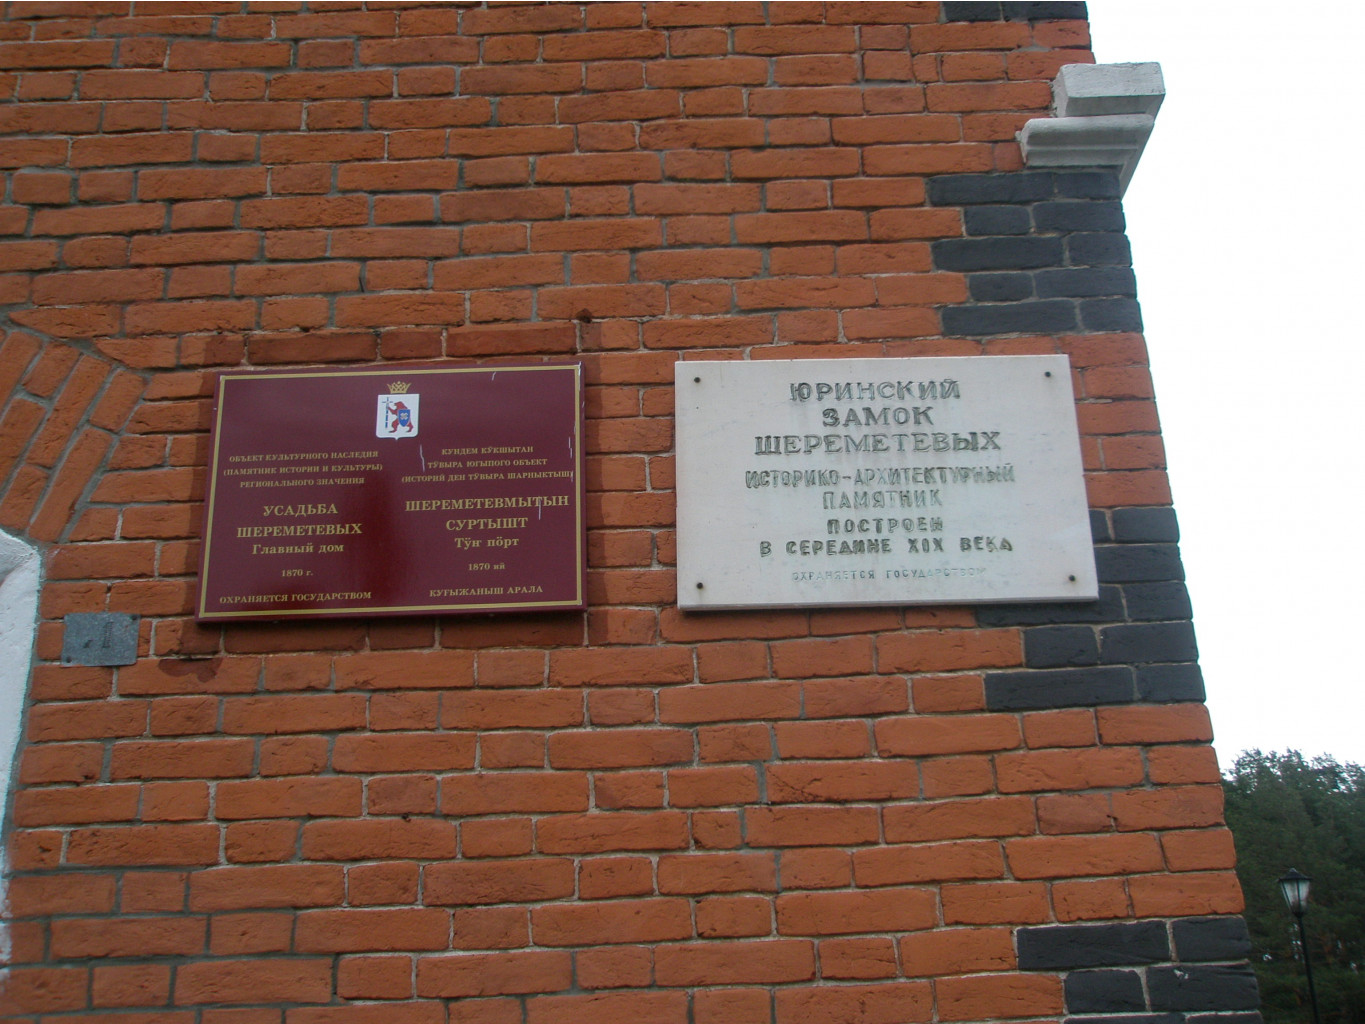 ОБЪЕКТ КУЛЬТУРНОГО НАСЛЕДИЯ
(ПАМЯТНИК ИСТОРИИ И КУЛЬТУРЫ)
РЕГИОНАЛЬНОГО ЗНАЧЕНИЯ
УСАДЬБА
ШЕРЕМЕТЕВЫХ
Главный дом
1870 г.
ОХРАНЯЕТСЯ ГОСУДАРСТВОМ
КУНДЕМ КӰКШЫТАН
ТӰВЫРА ЮГЫПОГО ОБЪЕКТ
(ИСТОРИЙ ДЕН ТӰВЫРА ШАРНЫКТЫШ)
ШЕРЕМЕТЕВМЫТЫН
СУРТЫШТ
Тӱҥ пӧрт
1870 ий
КУГЫЖАНЫШ АРАЛА
ЮРИНСКИЙ
ЗАМОК
ШЕРЕМЕТЕВЫХ
ИСТОРИКО-АРХИТЕКТУРНЫЙ
ПАМЯТНИК
ПОСТРОЕН
В СЕРЕДИНЕ XIX ВЕКА
ОХРАНЯЕТСЯ ГОСУДАРСТВОМ